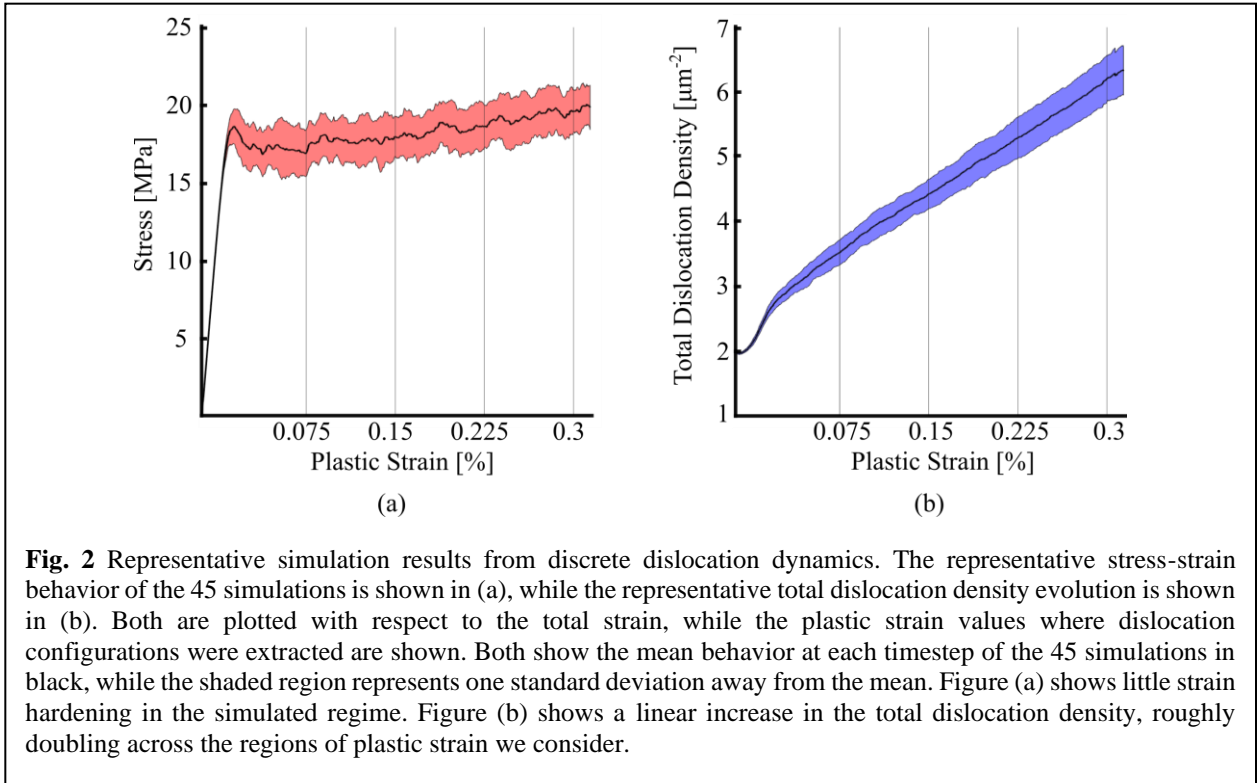 25
20
15
10
5
Stress [MPa]
0.075 0.15 0.225 0.3
Plastic Strain [%]
(a)
7
6
5
4
3
2
1
Total Dislocation Density [μm⁻²]
0.075 0.15 0.225 0.3
Plastic Strain [%]
(b)
Fig. 2 Representative simulation results from discrete dislocation dynamics. The representative stress-strain
behavior of the 45 simulations is shown in (a), while the representative total dislocation density evolution is shown
in (b). Both are plotted with respect to the total strain, while the plastic strain values where dislocation
configurations were extracted are shown. Both show the mean behavior at each timestep of the 45 simulations in
black, while the shaded region represents one standard deviation away from the mean. Figure (a) shows little strain
hardening in the simulated regime. Figure (b) shows a linear increase in the total dislocation density, roughly
doubling across the regions of plastic strain we consider.